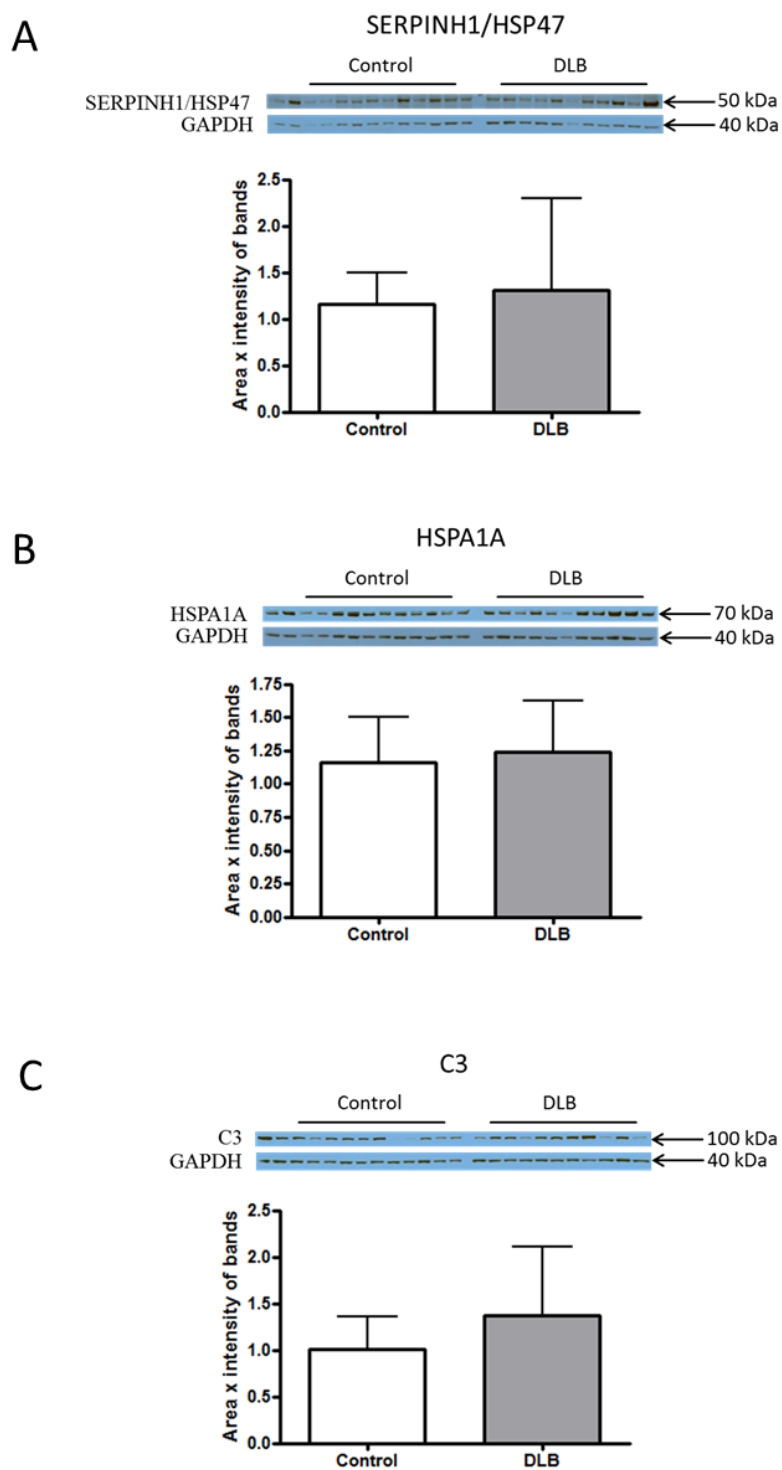 A
SERPINH1/HSP47
Control DLB
SERPINH1/HSP47 50 kDa
GAPDH 40 kDa
Area x intensity of bands
2.5
2.0
1.5
1.0
0.5
0.0
Control DLB
B
HSPA1A
Control DLB
HSPA1A 70 kDa
GAPDH 40 kDa
Area x intensity of bands
1.75
1.50
1.25
1.00
0.75
0.50
0.25
0.00
Control DLB
C
C3
Control DLB
C3 100 kDa
GAPDH 40 kDa
Area x intensity of bands
2.5
2.0
1.5
1.0
0.5
0.0
Control DLB